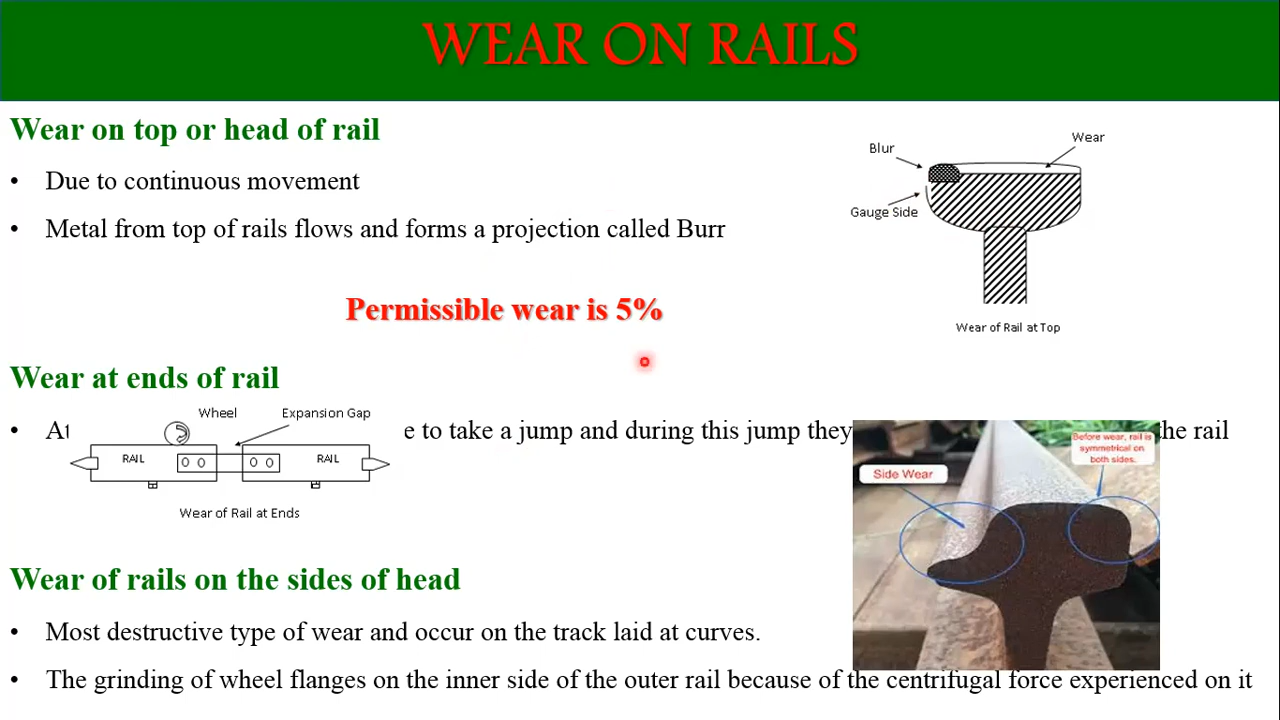 WEAR ON RAILS
Wear on top or head of rail
• Due to continuous movement
• Metal from top of rails flows and forms a projection called Burr
Blur
Wear
Gauge Side
Wear of Rail at Top
Permissible wear is 5%
Wear at ends of rail
• At e to take a jump and during this jump they the rail
Wheel
Expansion Gap
RAIL
RAIL
Wear of Rail at Ends
Before wear, rail is
symmetrical on
both sides.
Side Wear
Wear of rails on the sides of head
• Most destructive type of wear and occur on the track laid at curves.
• The grinding of wheel flanges on the inner side of the outer rail because of the centrifugal force experienced on it